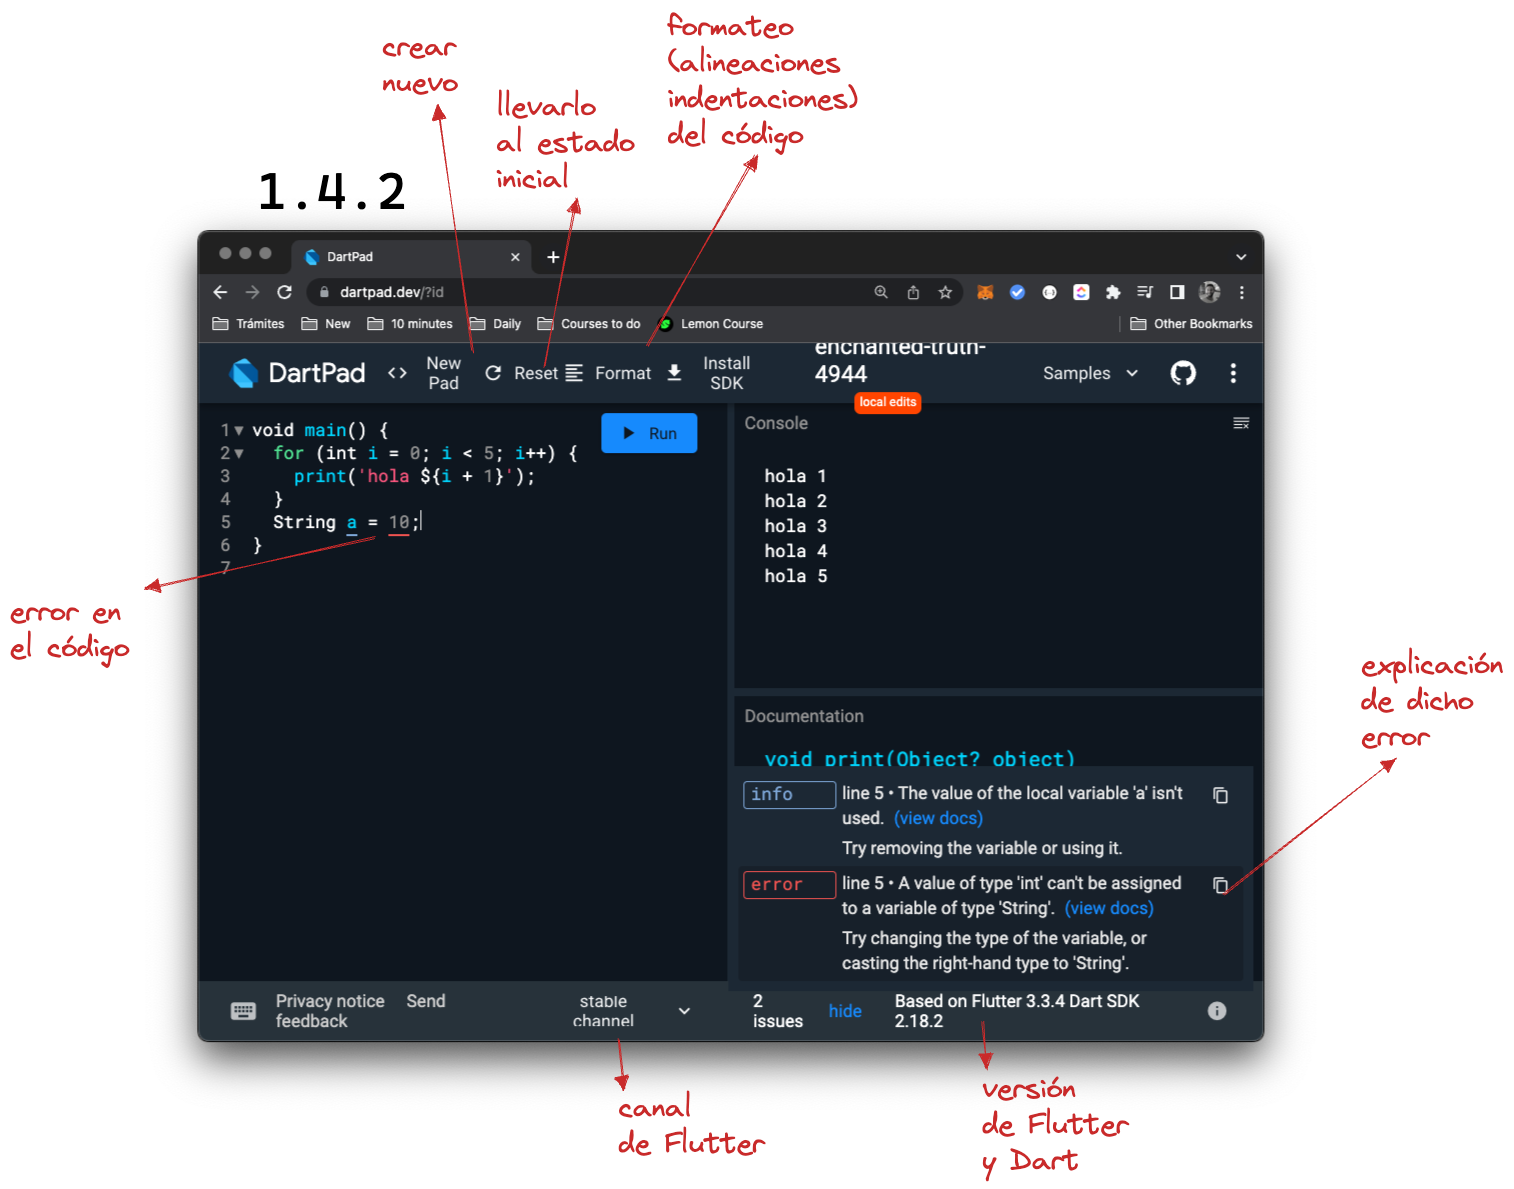 crear
nuevo
llevarlo
al estado
inicial
formateo
(alineaciones
indentaciones)
del código
1.4.2
DartPad
dartpad.dev/?id
Trámites
New
10 minutes
Daily
Courses to do
Lemon Course
Other Bookmarks
DartPad
<> New
Pad
Reset
Format
Install
SDK
enchanted-truth-
4944
local edits
Samples
1 void main() {
2 for (int i = 0; i < 5; i++) {
3 print('hola ${i + 1}');
4 }
5 String a = 10;
6 }
7
Run
error en
el código
Console
hola 1
hola 2
hola 3
hola 4
hola 5
Documentation
void print(Object? object)
info
line 5 • The value of the local variable 'a' isn't
used. (view docs)
Try removing the variable or using it.
error
line 5 • A value of type 'int' can't be assigned
to a variable of type 'String'. (view docs)
Try changing the type of the variable, or
casting the right-hand type to 'String'.
explicación
de dicho
error
Privacy notice
feedback
Send
stable
channel
2
issues
hide
Based on Flutter 3.3.4 Dart SDK
2.18.2
canal
de Flutter
versión
de Flutter
y Dart